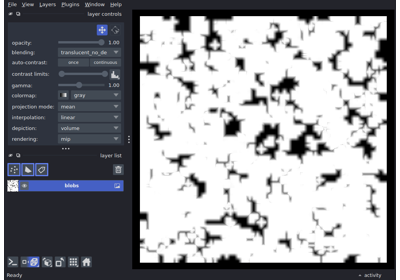 File View Layers Plugins Window Help
layer controls
opacity: 1.00
blending: translucent_no_de
auto-contrast: once continuous
contrast limits:
gamma: 1.00
colormap: gray
projection mode: mean
interpolation: linear
depiction: volume
rendering: mip
layer list
blobs
Ready activity